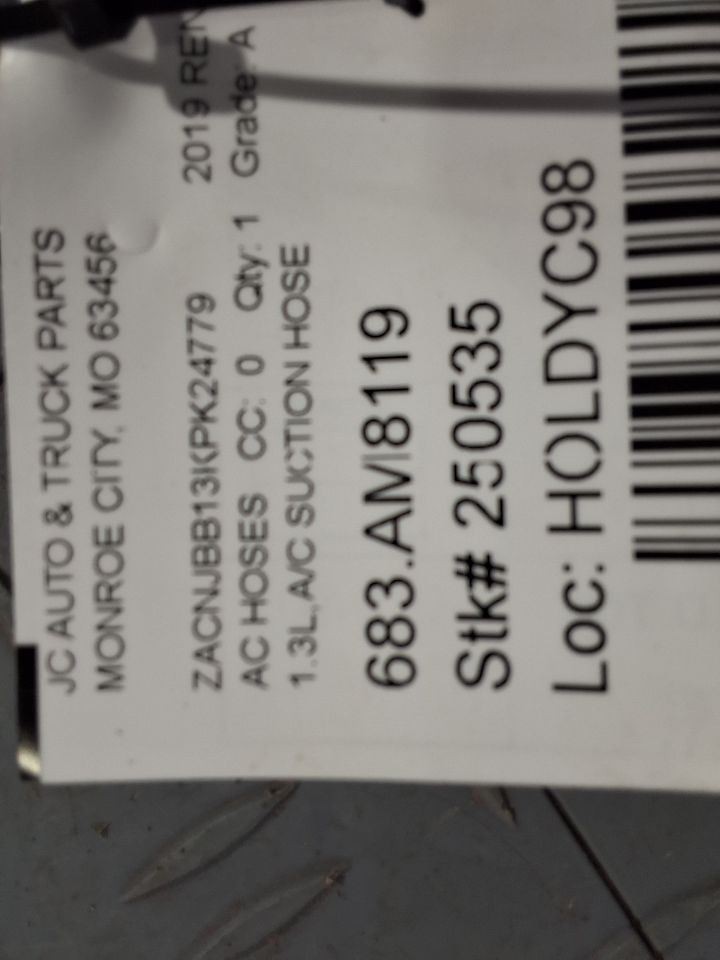 JC AUTO & TRUCK PARTS
MONROE CITY, MO 63456
ZACNJBB13KPK24779 2019 REN
AC HOSES CC: 0 Qty: 1 Grade: A
1.3L,A/C SUCTION HOSE
683.AM8119
Stk# 250535
Loc: HOLDYC98